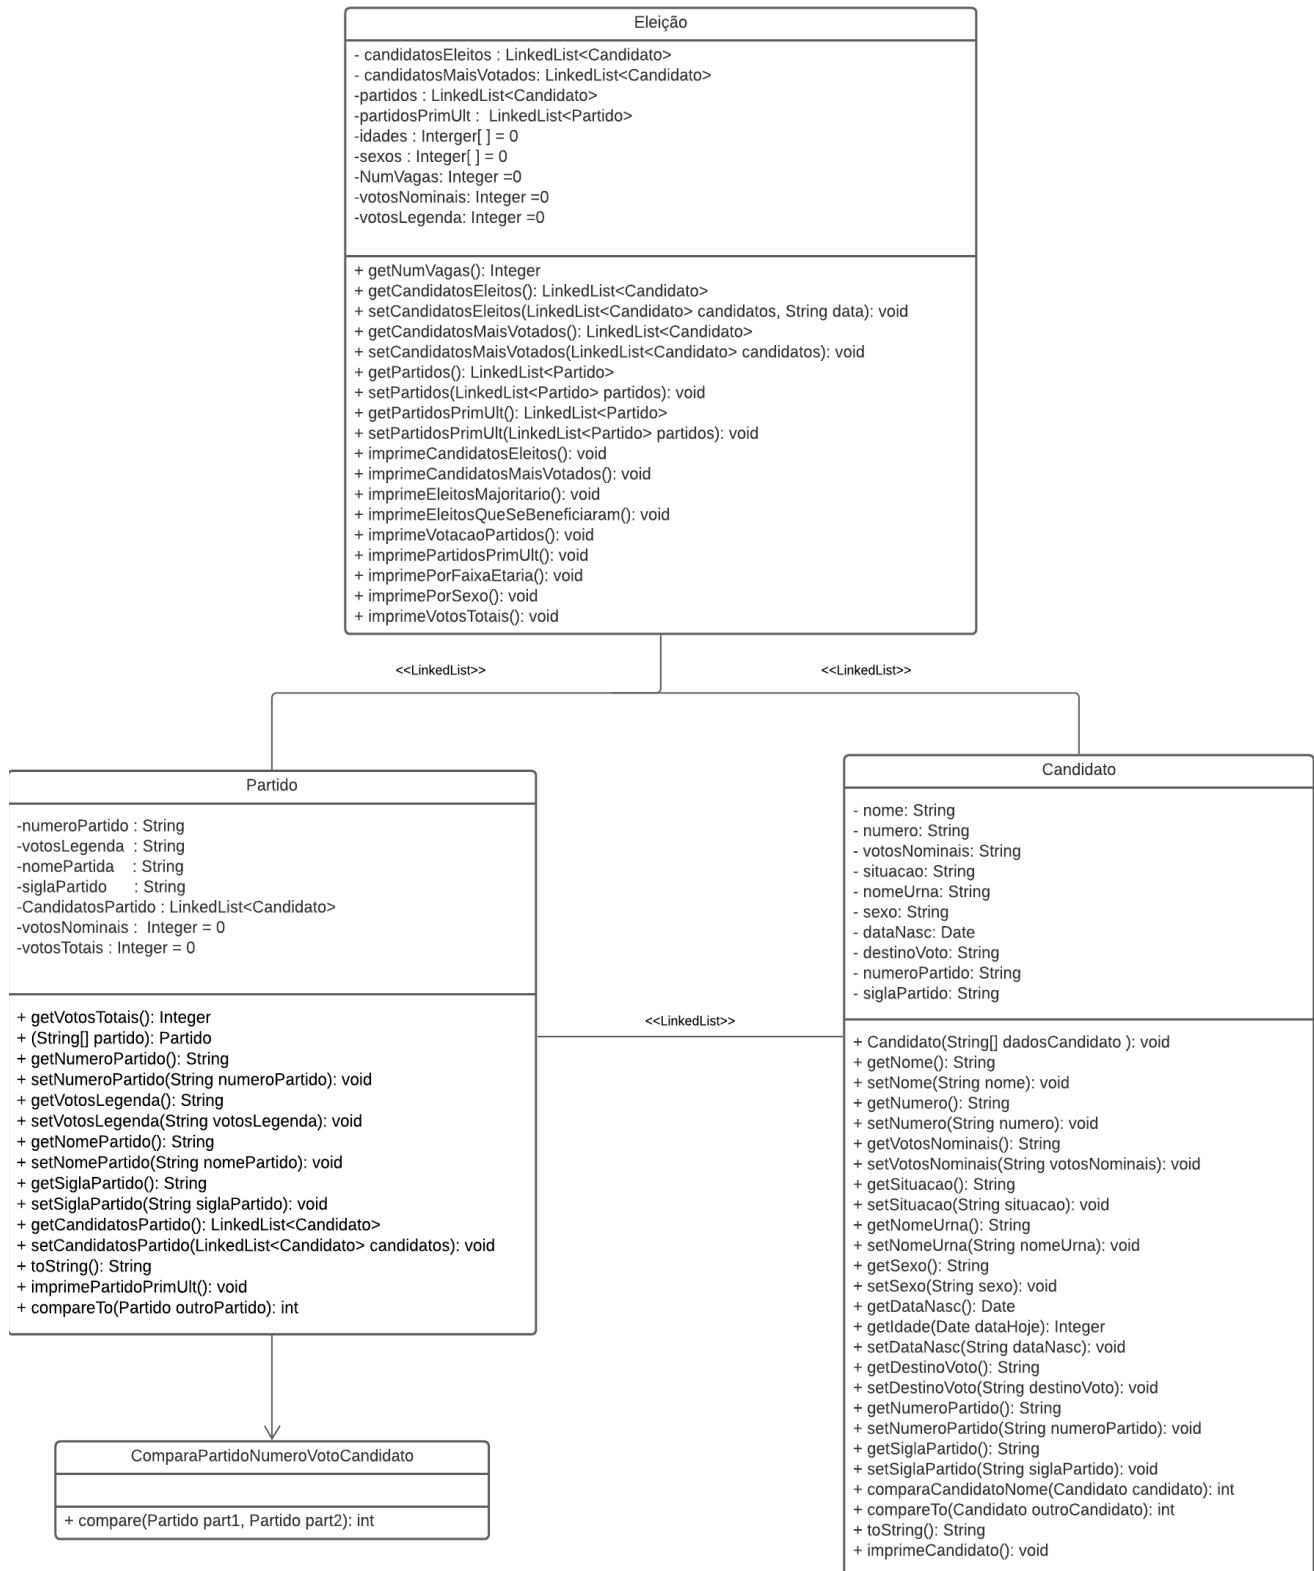 Eleição
- candidatosEleitos : LinkedList<Candidato>
- candidatosMaisVotados: LinkedList<Candidato>
-partidos : LinkedList<Candidato>
-partidosPrimUlt :  LinkedList<Partido>
-idades : Interger[ ] = 0
-sexos : Integer[ ] = 0
-NumVagas: Integer =0
-votosNominais: Integer =0
-votosLegenda: Integer =0
+ getNumVagas(): Integer
+ getCandidatosEleitos(): LinkedList<Candidato>
+ setCandidatosEleitos(LinkedList<Candidato> candidatos, String data): void
+ getCandidatosMaisVotados(): LinkedList<Candidato>
+ setCandidatosMaisVotados(LinkedList<Candidato> candidatos): void
+ getPartidos(): LinkedList<Partido>
+ setPartidos(LinkedList<Partido> partidos): void
+ getPartidosPrimUlt(): LinkedList<Partido>
+ setPartidosPrimUlt(LinkedList<Partido> partidos): void
+ imprimeCandidatosEleitos(): void
+ imprimeCandidatosMaisVotados(): void
+ imprimeEleitosMajoritario(): void
+ imprimeEleitosQueSeBeneficiaram(): void
+ imprimeVotacaoPartidos(): void
+ imprimePartidosPrimUlt(): void
+ imprimePorFaixaEtaria(): void
+ imprimePorSexo(): void
+ imprimeVotosTotais(): void
<<LinkedList>>
<<LinkedList>>
Partido
-numeroPartido : String
-votosLegenda  : String
-nomePartida    : String
-siglaPartido      : String
-CandidatosPartido : LinkedList<Candidato>
-votosNominais :  Integer = 0
-votosTotais : Integer = 0
+ getVotosTotais(): Integer
+ (String[] partido): Partido
+ getNumeroPartido(): String
+ setNumeroPartido(String numeroPartido): void
+ getVotosLegenda(): String
+ setVotosLegenda(String votosLegenda): void
+ getNomePartido(): String
+ setNomePartido(String nomePartido): void
+ getSiglaPartido(): String
+ setSiglaPartido(String siglaPartido): void
+ getCandidatosPartido(): LinkedList<Candidato>
+ setCandidatosPartido(LinkedList<Candidato> candidatos): void
+ toString(): String
+ imprimePartidoPrimUlt(): void
+ compareTo(Partido outroPartido): int
<<LinkedList>>
Candidato
- nome: String
- numero: String
- votosNominais: String
- situacao: String
- nomeUrna: String
- sexo: String
- dataNasc: Date
- destinoVoto: String
- numeroPartido: String
- siglaPartido: String
+ Candidato(String[] dadosCandidato ): void
+ getNome(): String
+ setNome(String nome): void
+ getNumero(): String
+ setNumero(String numero): void
+ getVotosNominais(): String
+ setVotosNominais(String votosNominais): void
+ getSituacao(): String
+ setSituacao(String situacao): void
+ getNomeUrna(): String
+ setNomeUrna(String nomeUrna): void
+ getSexo(): String
+ setSexo(String sexo): void
+ getDataNasc(): Date
+ getIdade(Date dataHoje): Integer
+ setDataNasc(String dataNasc): void
+ getDestinoVoto(): String
+ setDestinoVoto(String destinoVoto): void
+ getNumeroPartido(): String
+ setNumeroPartido(String numeroPartido): void
+ getSiglaPartido(): String
+ setSiglaPartido(String siglaPartido): void
+ comparaCandidatoNome(Candidato candidato): int
+ compareTo(Candidato outroCandidato): int
+ toString(): String
+ imprimeCandidato(): void
ComparaPartidoNumeroVotoCandidato
+ compare(Partido part1, Partido part2): int